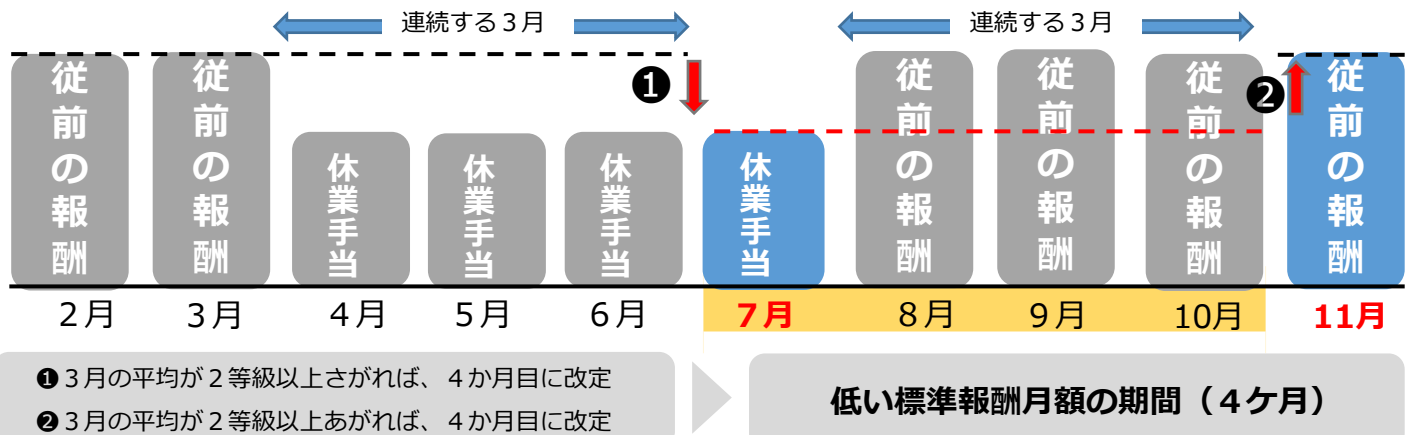 連続する３月
連続する３月
❶
❷
従前の報酬
従前の報酬
休業手当
休業手当
休業手当
休業手当
従前の報酬
従前の報酬
従前の報酬
従前の報酬
２月
３月
４月
５月
６月
７月
８月
９月
10月
11月
❶３月の平均が２等級以上さがれば、４か月目に改定
❷３月の平均が２等級以上あがれば、４か月目に改定
低い標準報酬月額の期間（４ケ月）